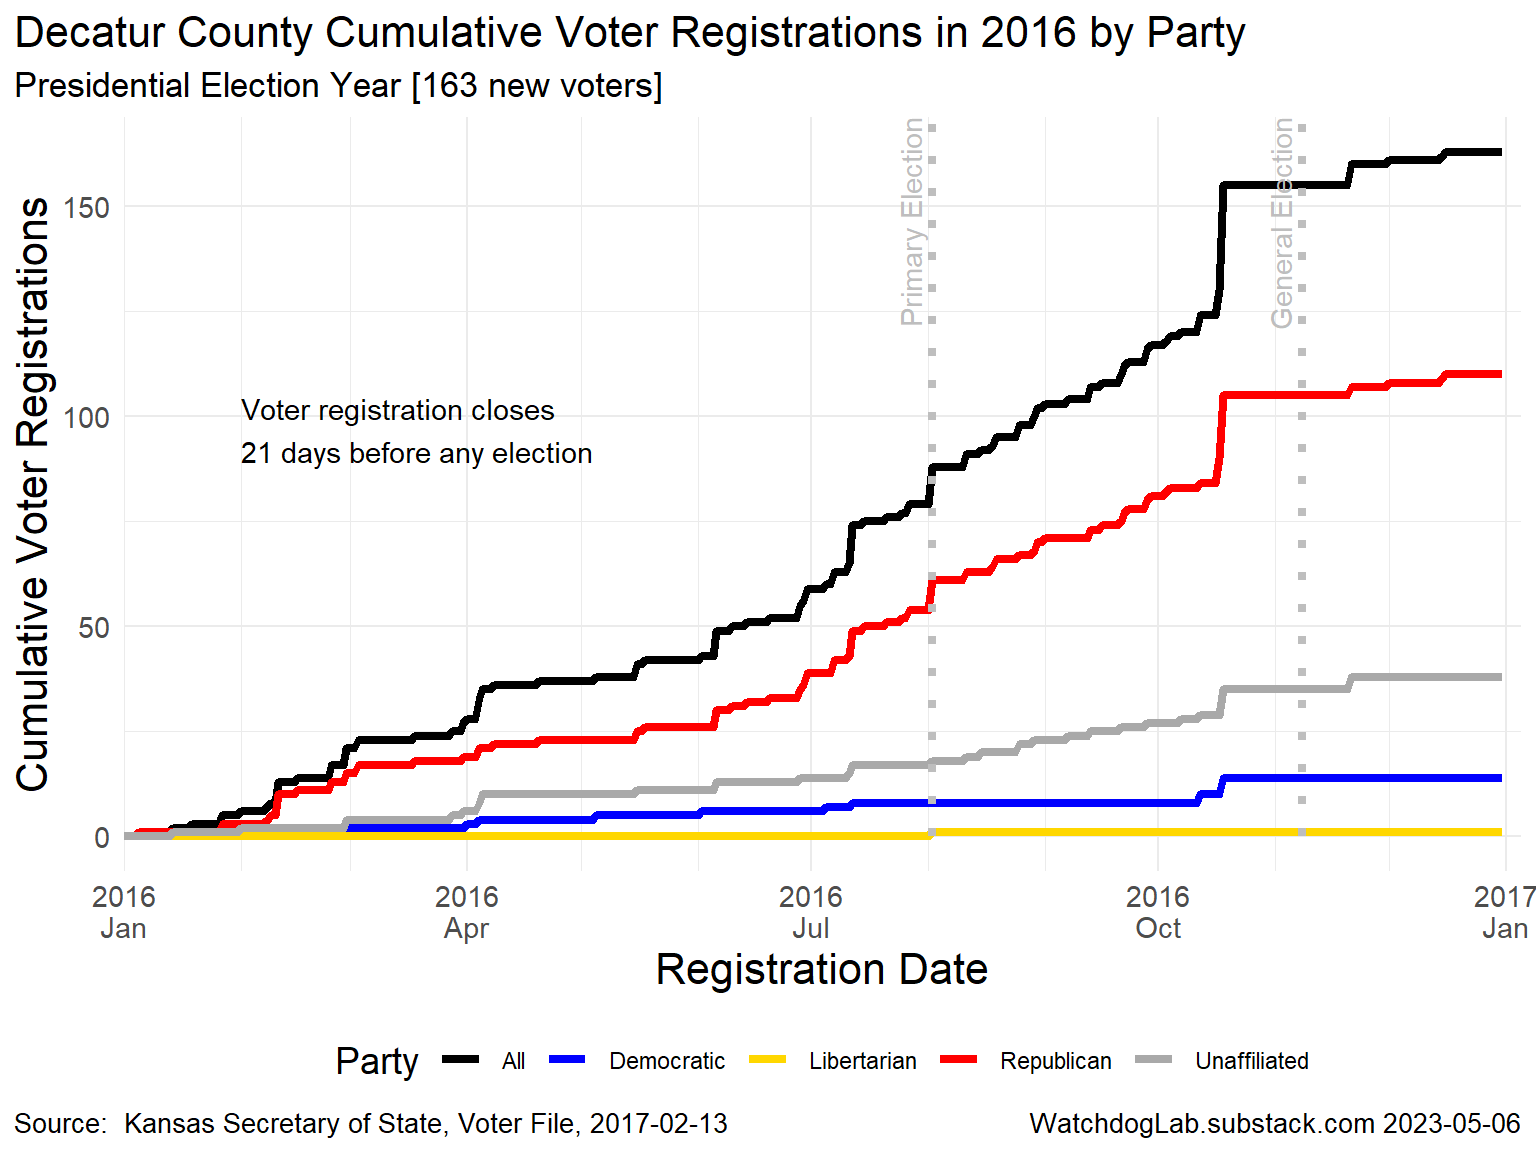 Decatur County Cumulative Voter Registrations in 2016 by Party
Presidential Election Year [163 new voters]
Cumulative Voter Registrations
150
100
50
0
Primary Election
General Election
Voter registration closes
21 days before any election
2016 2016 2016 2016 2017
Jan Apr Jul Oct Jan
Registration Date
Party All Democratic Libertarian Republican Unaffiliated
Source:  Kansas Secretary of State, Voter File, 2017-02-13
WatchdogLab.substack.com 2023-05-06